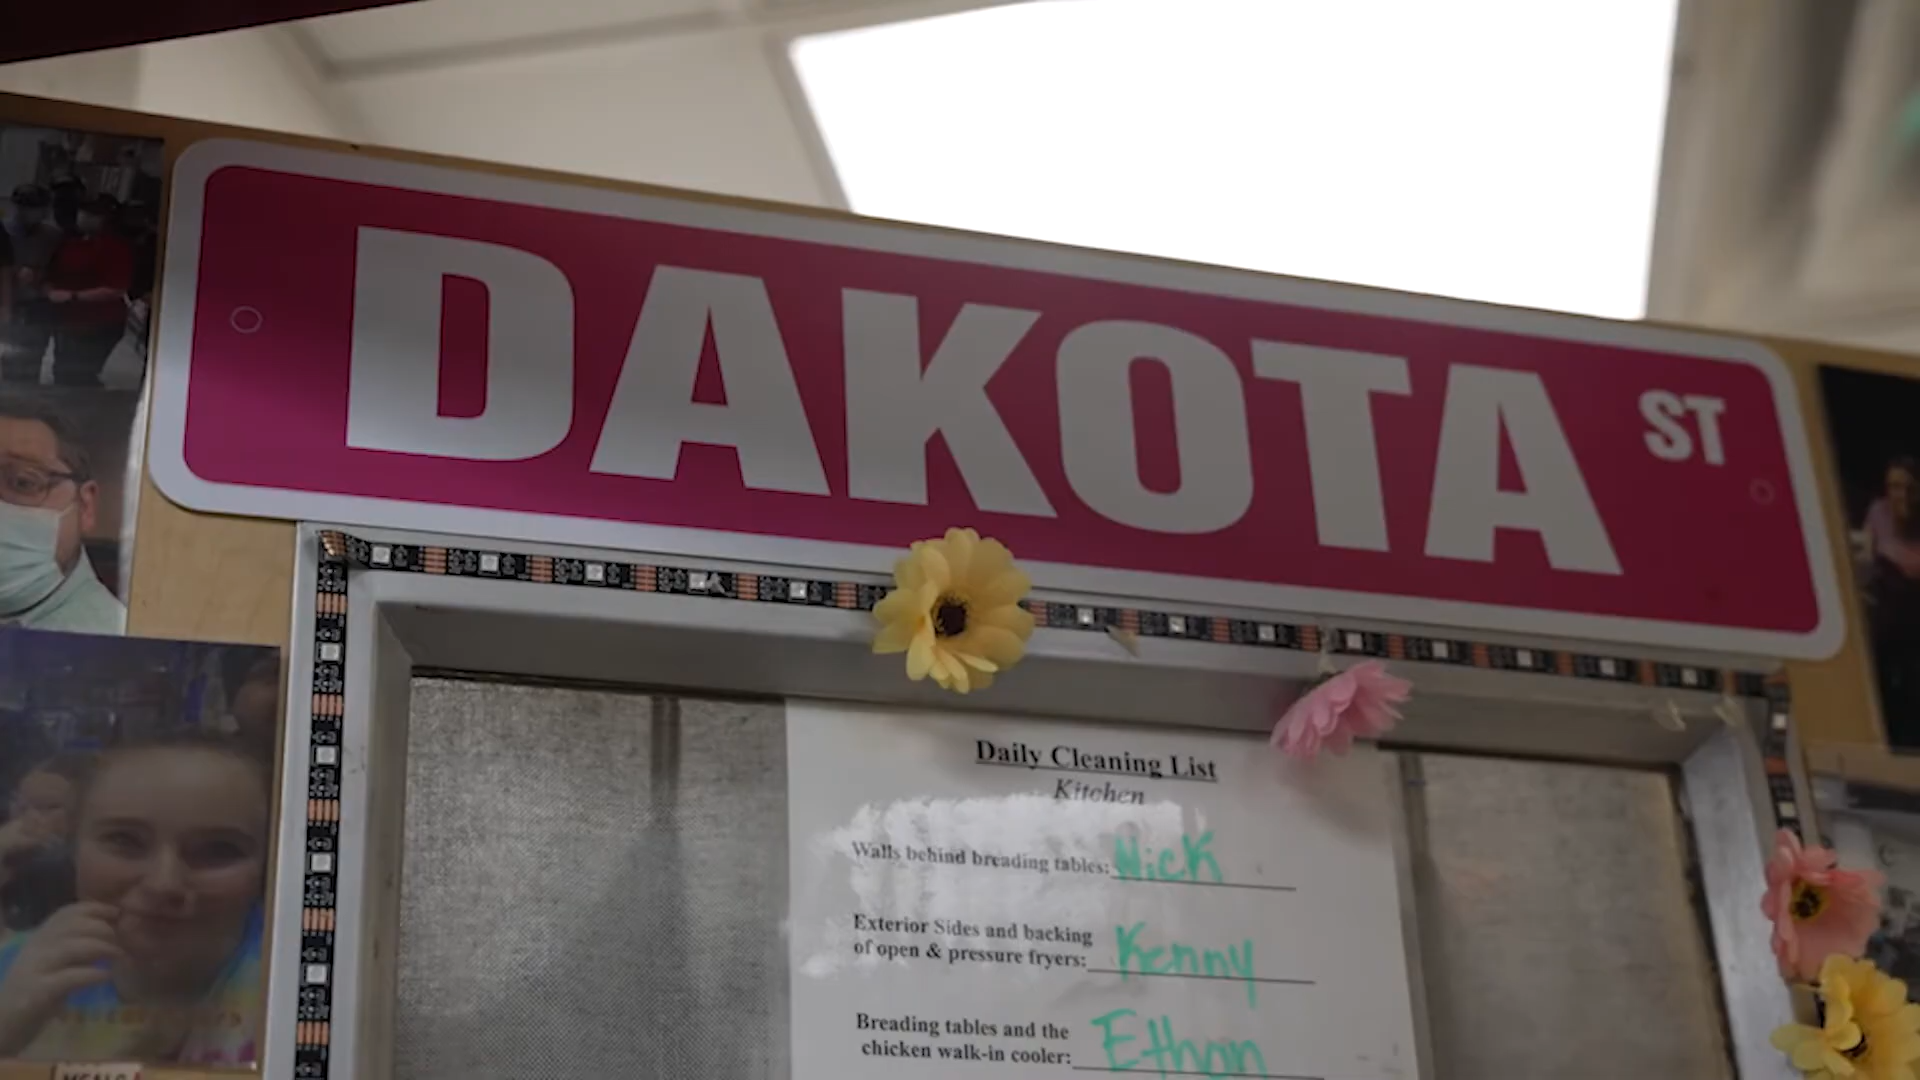 DAKOTA ST
Daily Cleaning List
Kitchen
Walls behind breading tables: Nick
Exterior Sides and backing
of open & pressure fryers: Kenny
Breading tables and the
chicken walk-in cooler: Ethan
MEALS